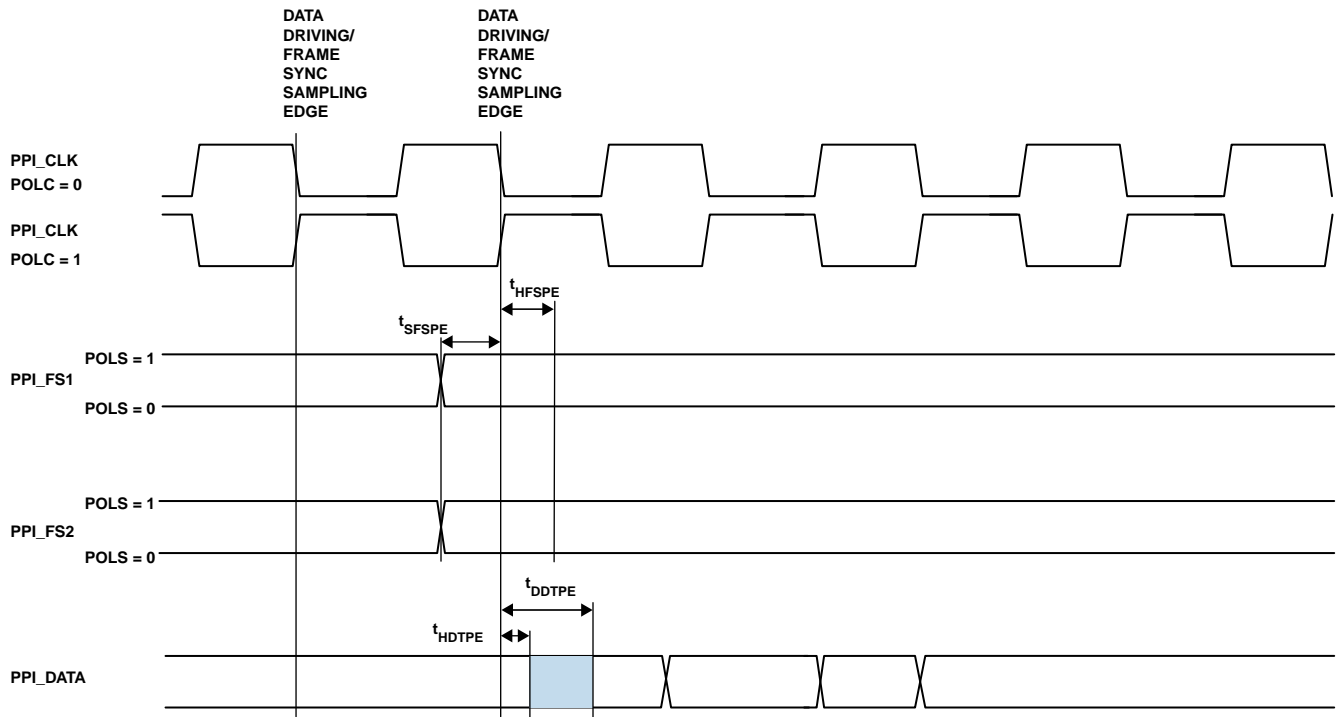 DATA
DRIVING/
FRAME
SYNC
SAMPLING
EDGE
DATA
DRIVING/
FRAME
SYNC
SAMPLING
EDGE
PPI_CLK
POLC = 0
PPI_CLK
POLC = 1
tHFSPE
tSFSPE
POLS = 1
PPI_FS1
POLS = 0
POLS = 1
PPI_FS2
POLS = 0
tDDTPE
tHDTPE
PPI_DATA